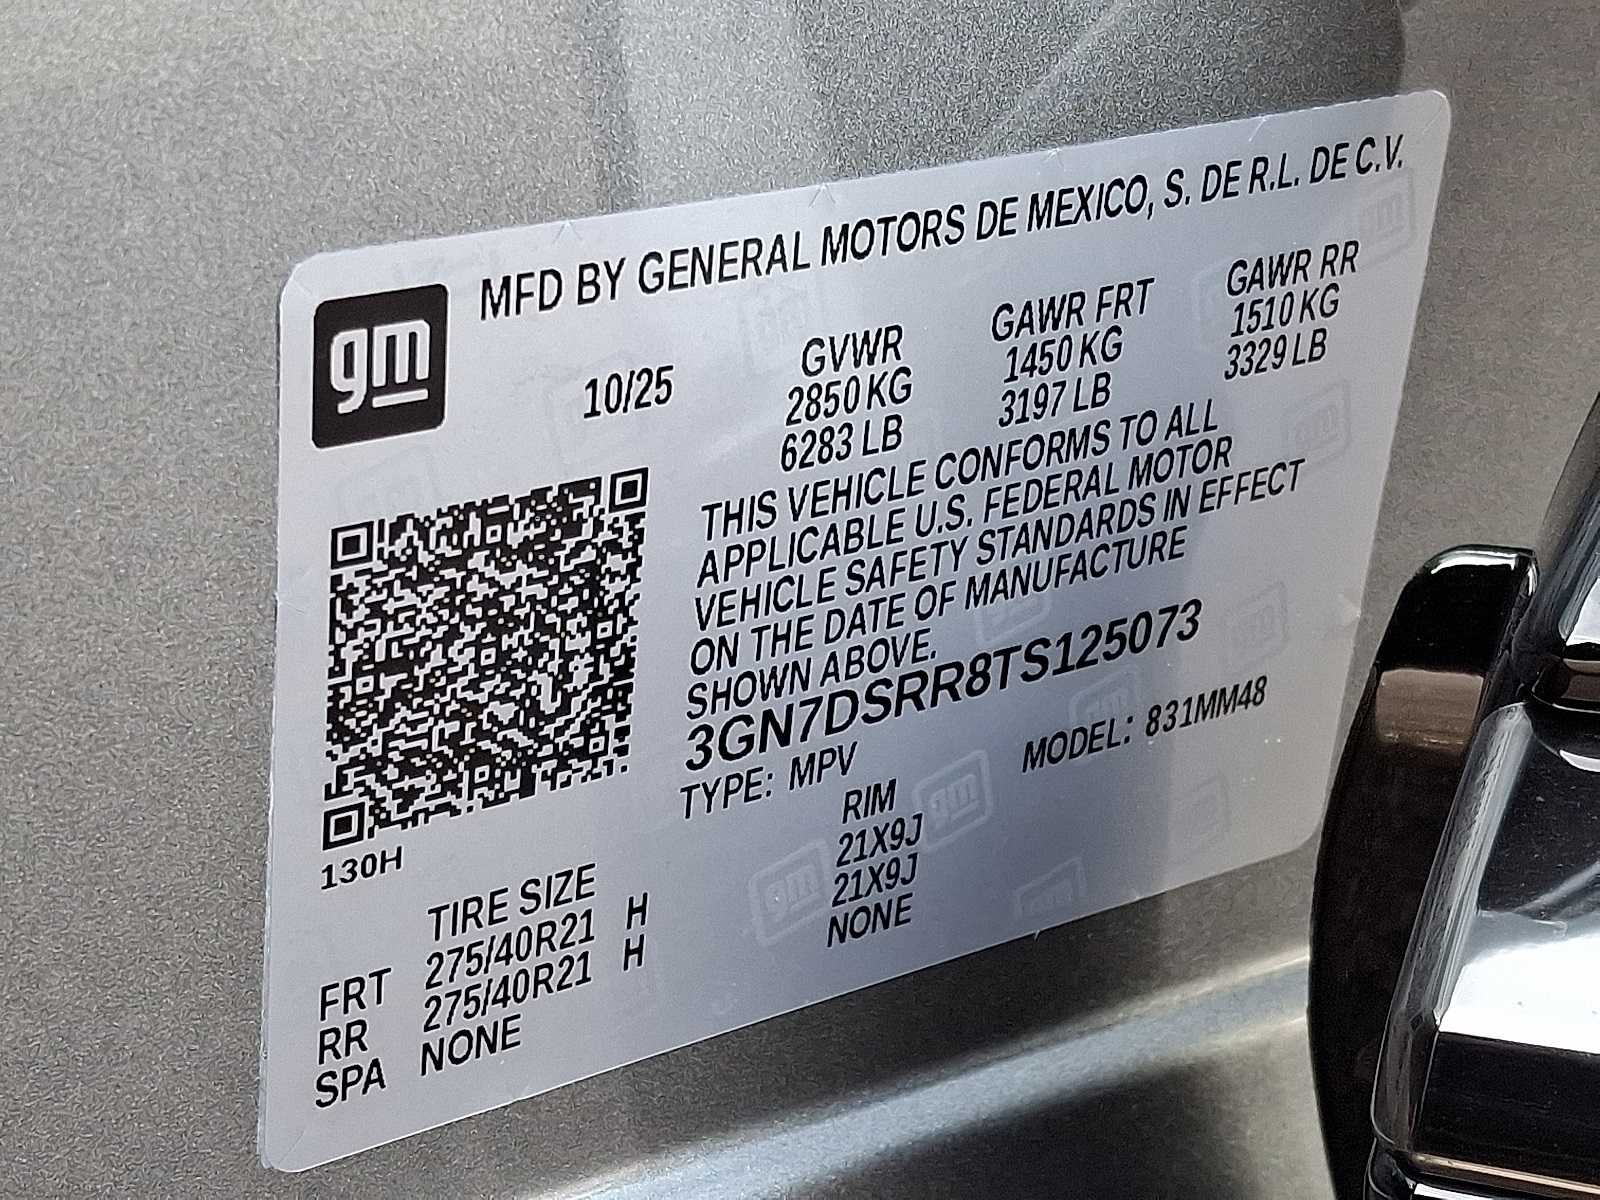 MFD BY GENERAL MOTORS DE MEXICO, S. DE R.L. DE C.V.
gm
10/25
GVWR
2850 KG
6283 LB
GAWR FRT
1450 KG
3197 LB
GAWR RR
1510 KG
3329 LB
THIS VEHICLE CONFORMS TO ALL
APPLICABLE U.S. FEDERAL MOTOR
VEHICLE SAFETY STANDARDS IN EFFECT
ON THE DATE OF MANUFACTURE
SHOWN ABOVE.
3GN7DSRR8TS125073
TYPE: MPV
MODEL: 831MM48
130H
TIRE SIZE
RIM
FRT 275/40R21 H 21X9J
RR 275/40R21 H 21X9J
SPA NONE NONE